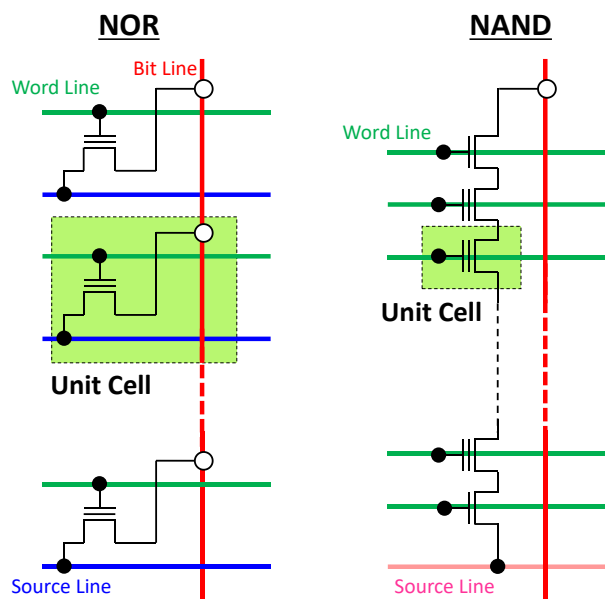 NOR
NAND
Bit Line
Word Line
Word Line
Unit Cell
Unit Cell
Source Line
Source Line